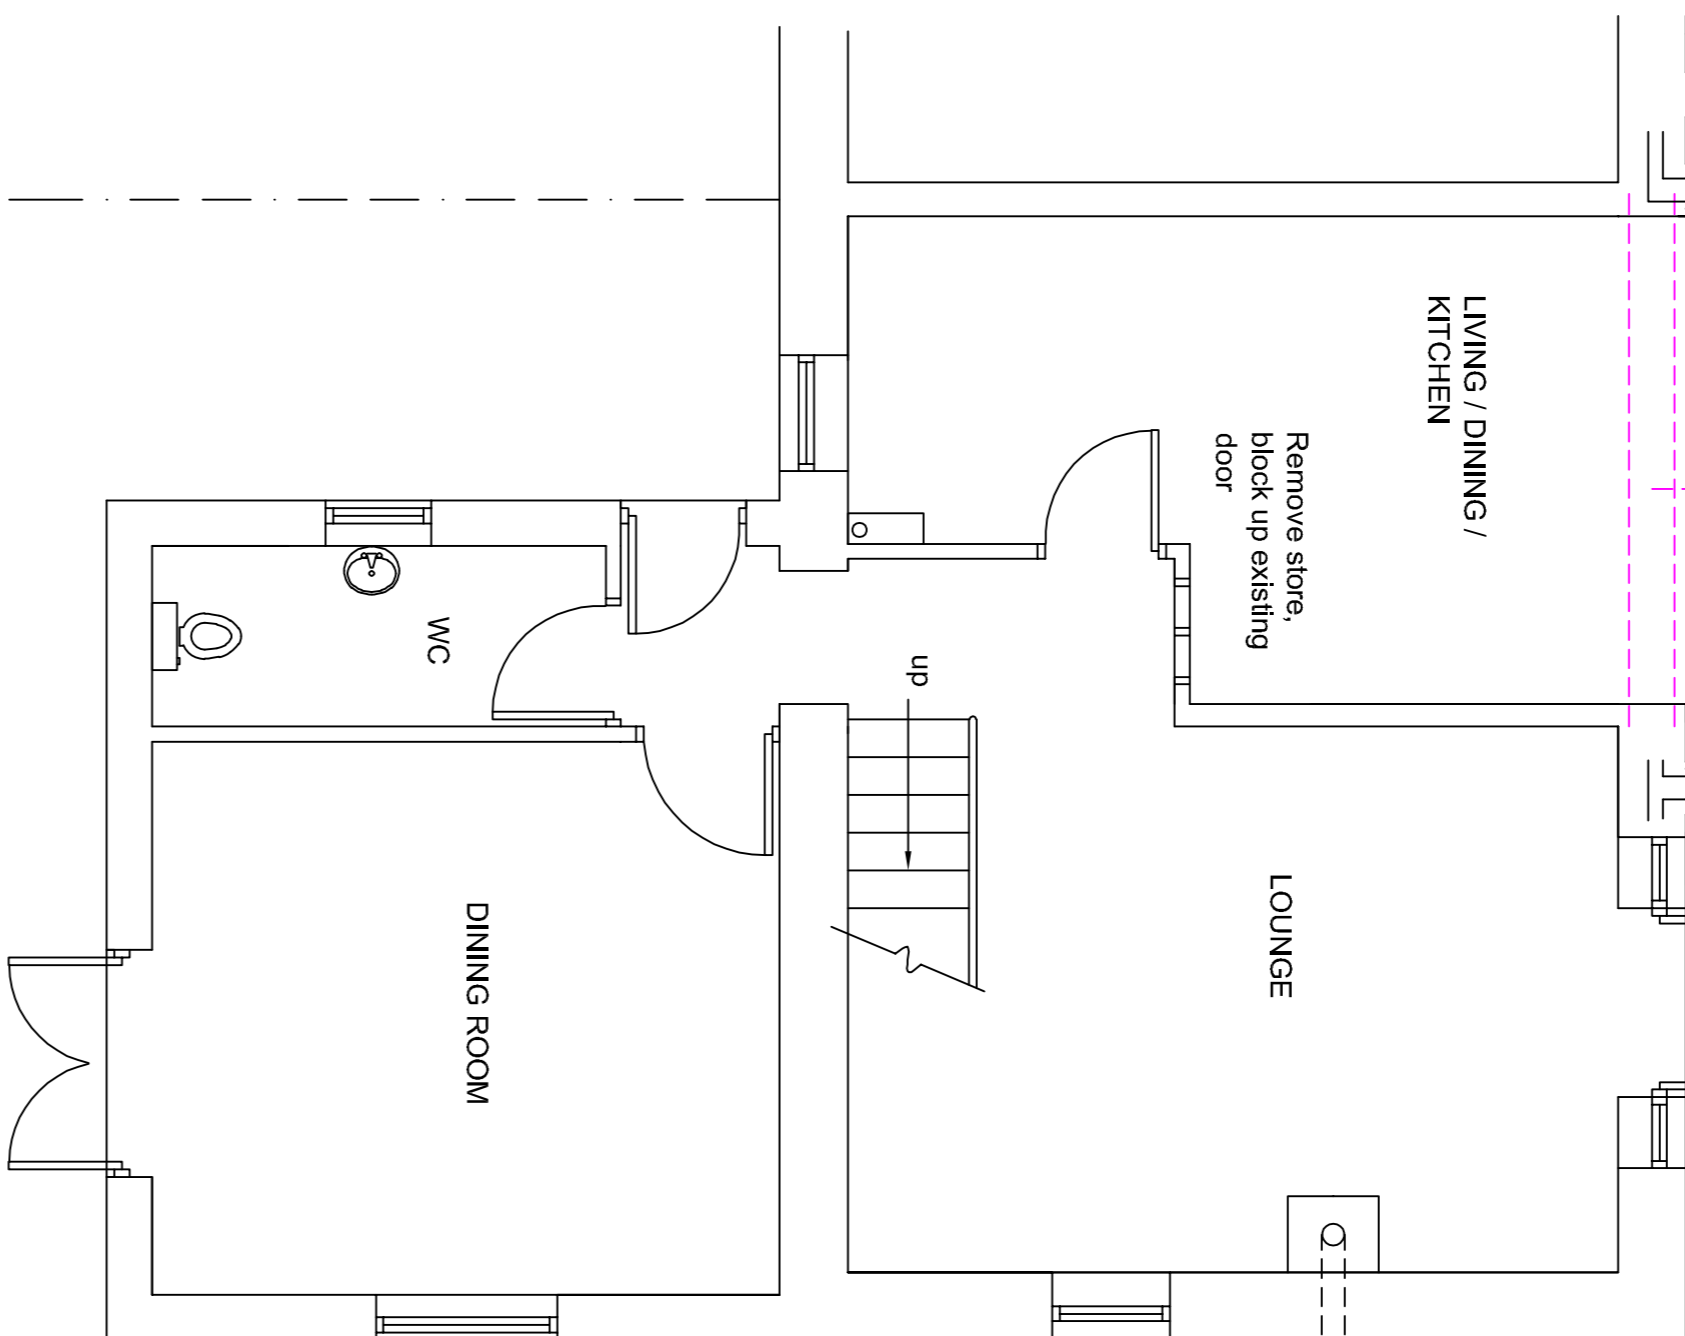 LIVING / DINING /
KITCHEN
Remove store,
block up existing
door
WC
up
LOUNGE
DINING ROOM